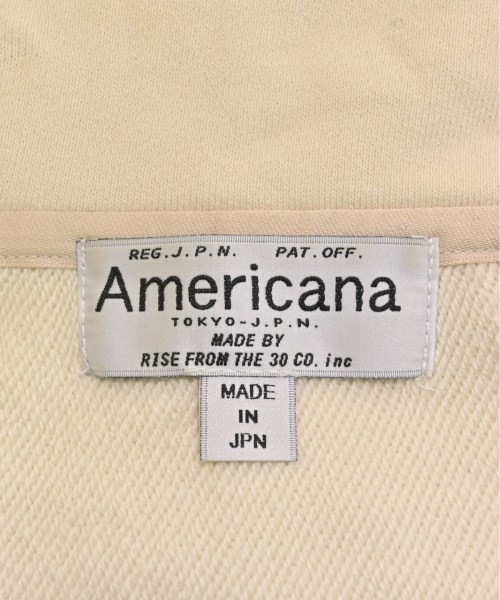 REG.J.P.N. PAT.OFF.
Americana
TOKYO-J.P.N.
MADE BY
RISE FROM THE 30 CO. inc
MADE
IN
JPN